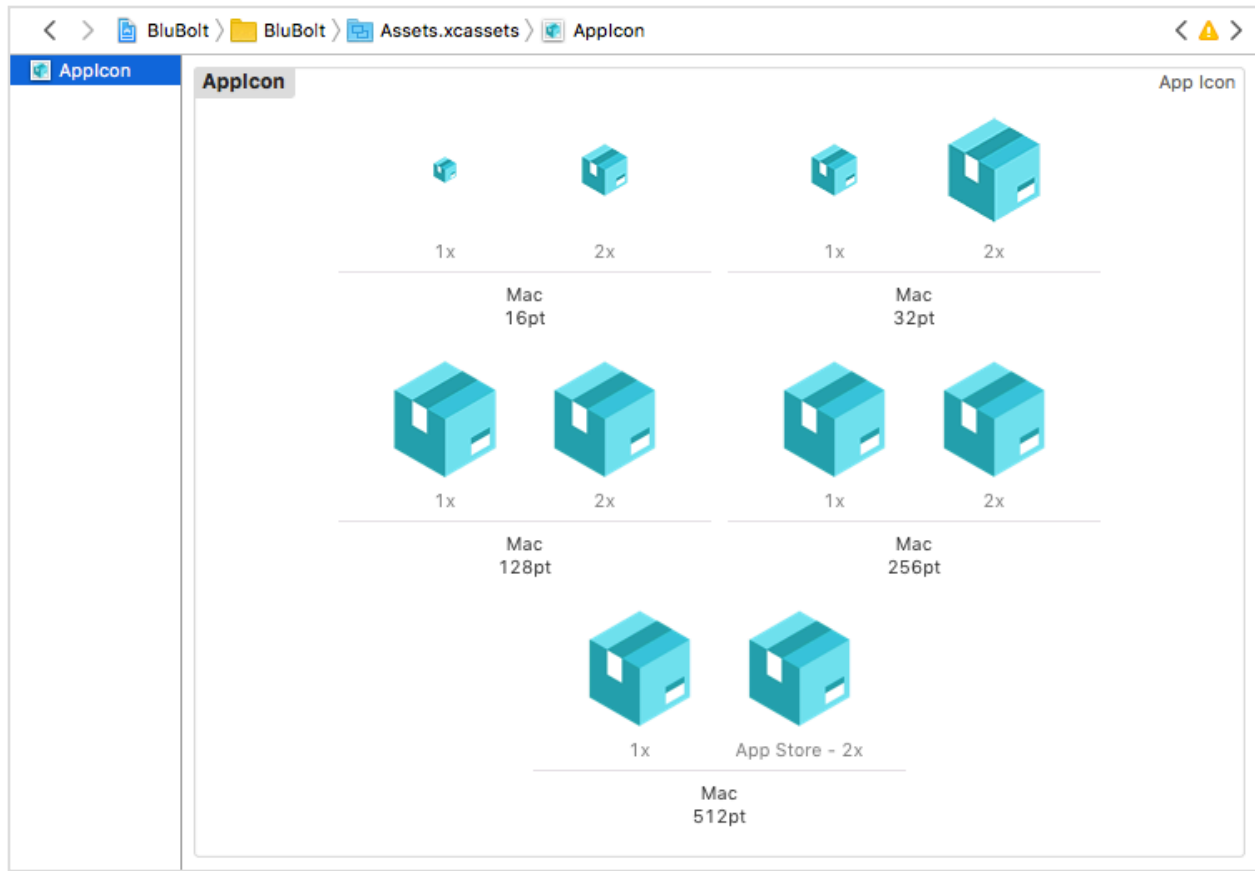 BluBolt BluBolt Assets.xcassets AppIcon
AppIcon
AppIcon App Icon
1x 2x 1x 2x
Mac Mac
16pt 32pt
1x 2x 1x 2x
Mac Mac
128pt 256pt
1x App Store - 2x
Mac
512pt